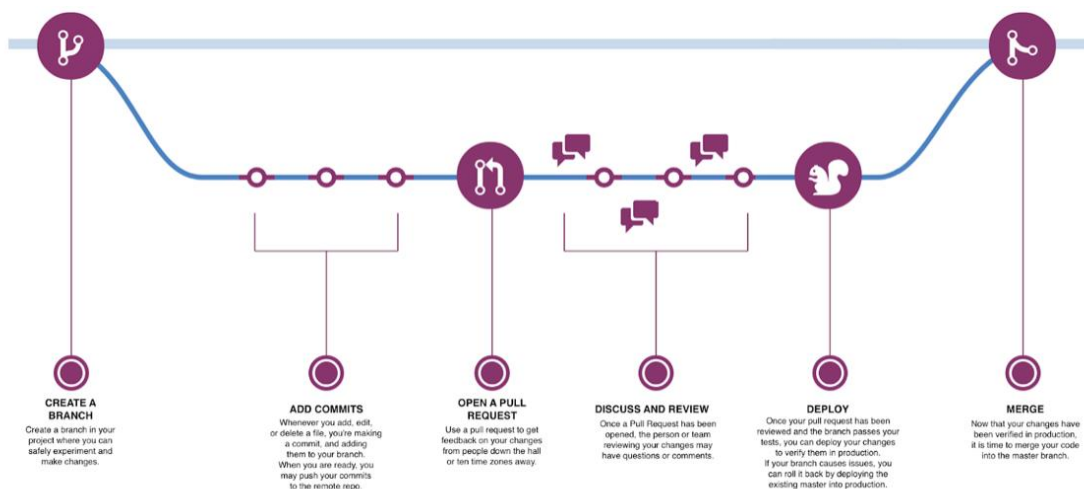 CREATE A
BRANCH
Create a branch in your
project where you can
safely experiment and
make changes.
ADD COMMITS
Whenever you add, edit,
or delete a file, you're making
a commit, and adding
them to your branch.
When you are ready, you
may push your commits
to the remote repo.
OPEN A PULL
REQUEST
Use a pull request to get
feedback on your changes
from people down the hall
or ten time zones away.
DISCUSS AND REVIEW
Once a Pull Request has been
opened, the person or team
reviewing your changes may
have questions or comments.
DEPLOY
Once your pull request has been
reviewed and the branch passes your
tests, you can deploy your changes
to verify them in production.
If your branch causes issues, you
can roll it back by deploying the
existing master into production.
MERGE
Now that your changes have
been verified in production,
it is time to merge your code
into the master branch.